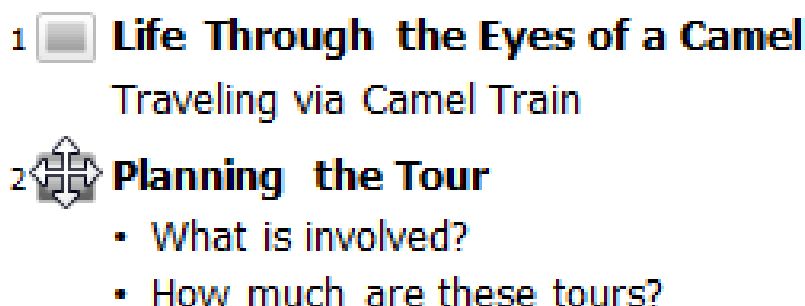 1 Life Through the Eyes of a Camel
Traveling via Camel Train
2 Planning the Tour
• What is involved?
• How much are these tours?